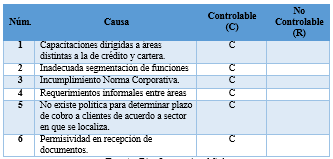 Núm. Causa Controlable (C) No Controlable (R)
1 Capacitaciones dirigidas a áreas C
distintas a la de crédito y cartera.
2 Inadecuada segmentación de funciones C
3 Incumplimiento Norma Corporativa. C
4 Requerimientos informales entre áreas C
5 No existe política para determinar plazo C
de cobro a clientes de acuerdo a sector
en que se localiza.
6 Permisividad en recepción de C
documentos.